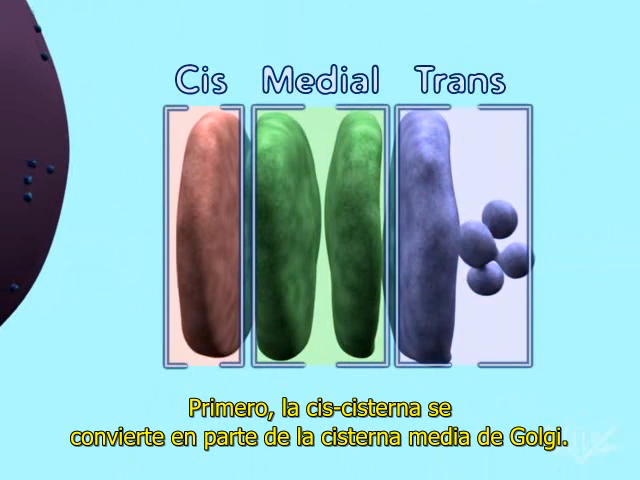 Cis Medial Trans
Primero, la cis-cisterna se
convierte en parte de la cisterna media de Golgi.